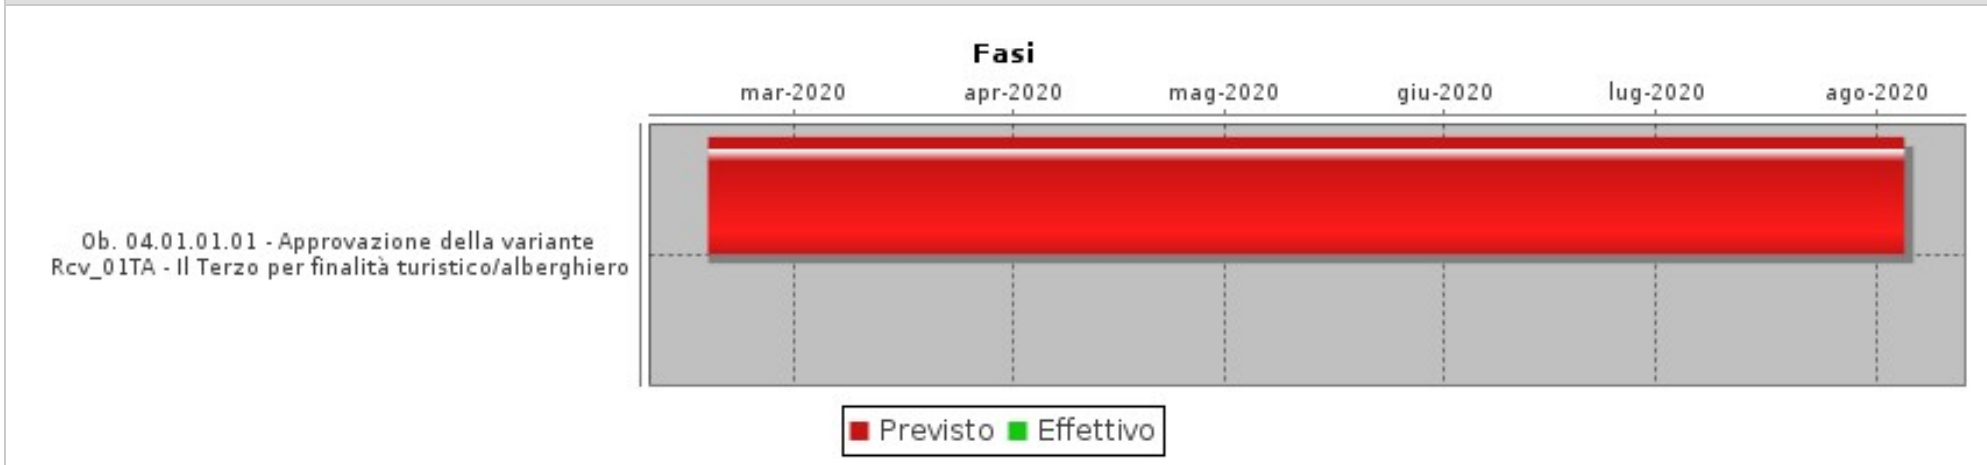 Fasi
mar-2020 apr-2020 mag-2020 giu-2020 lug-2020 ago-2020
Ob. 04.01.01.01 - Approvazione della variante
Rcv_01TA - Il Terzo per finalità turistico/alberghiero
Previsto Effettivo